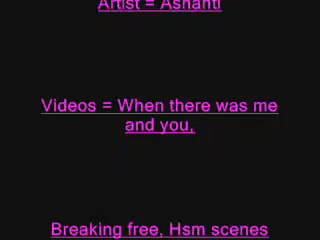 Artist = Ashanti
Videos = When there was me
and you,
Breaking free, Hsm scenes